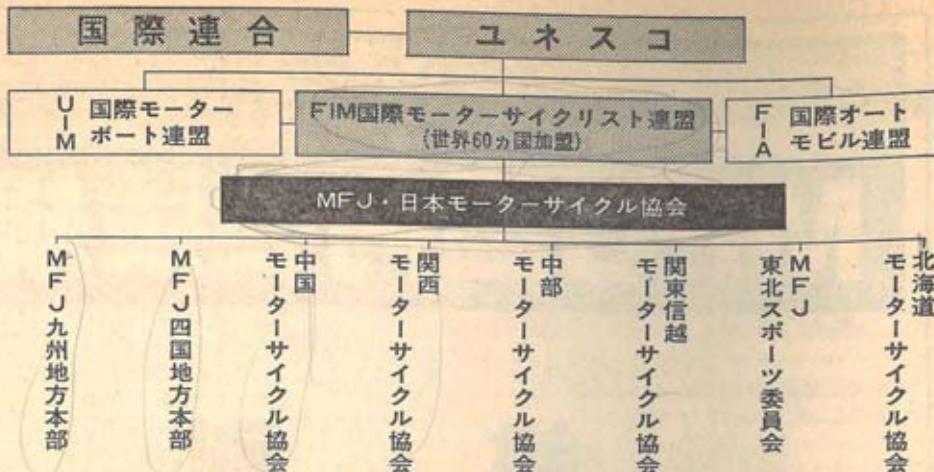 国際連合
ユネスコ
UIM 国際モーター
ボート連盟
FIM国際モーターサイクリスト連盟
(世界60ヵ国加盟)
FIA 国際オート
モビル連盟
MFJ・日本モーターサイクル協会
北海道
モーターサイクル協会
MFJ
東北スポーツ委員会
関東信越
モーターサイクル協会
中部
モーターサイクル協会
関西
モーターサイクル協会
中国
モーターサイクル協会
MFJ四国地方本部
MFJ九州地方本部